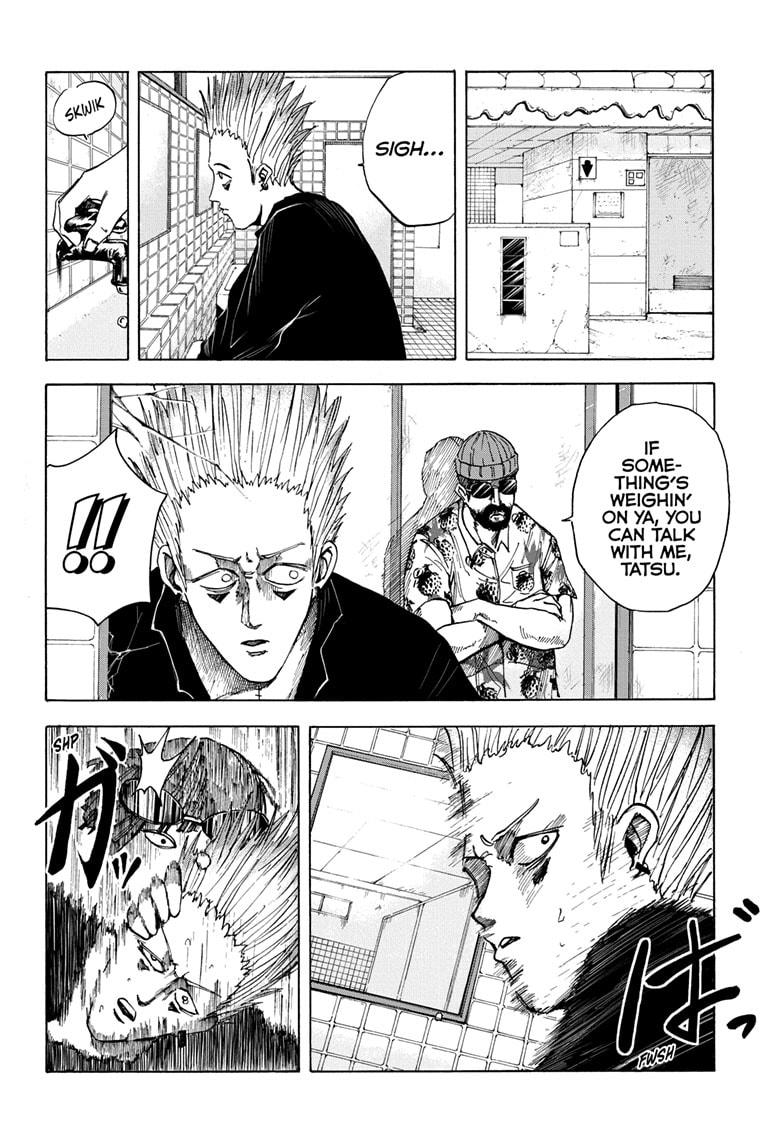 SIGH...
SKWIK
IF
SOME-
THING'S
WEIGHIN'
ON YA, YOU
CAN TALK
WITH ME,
TATSU.
!!
ばっ
FWSH
ガッ
SHP